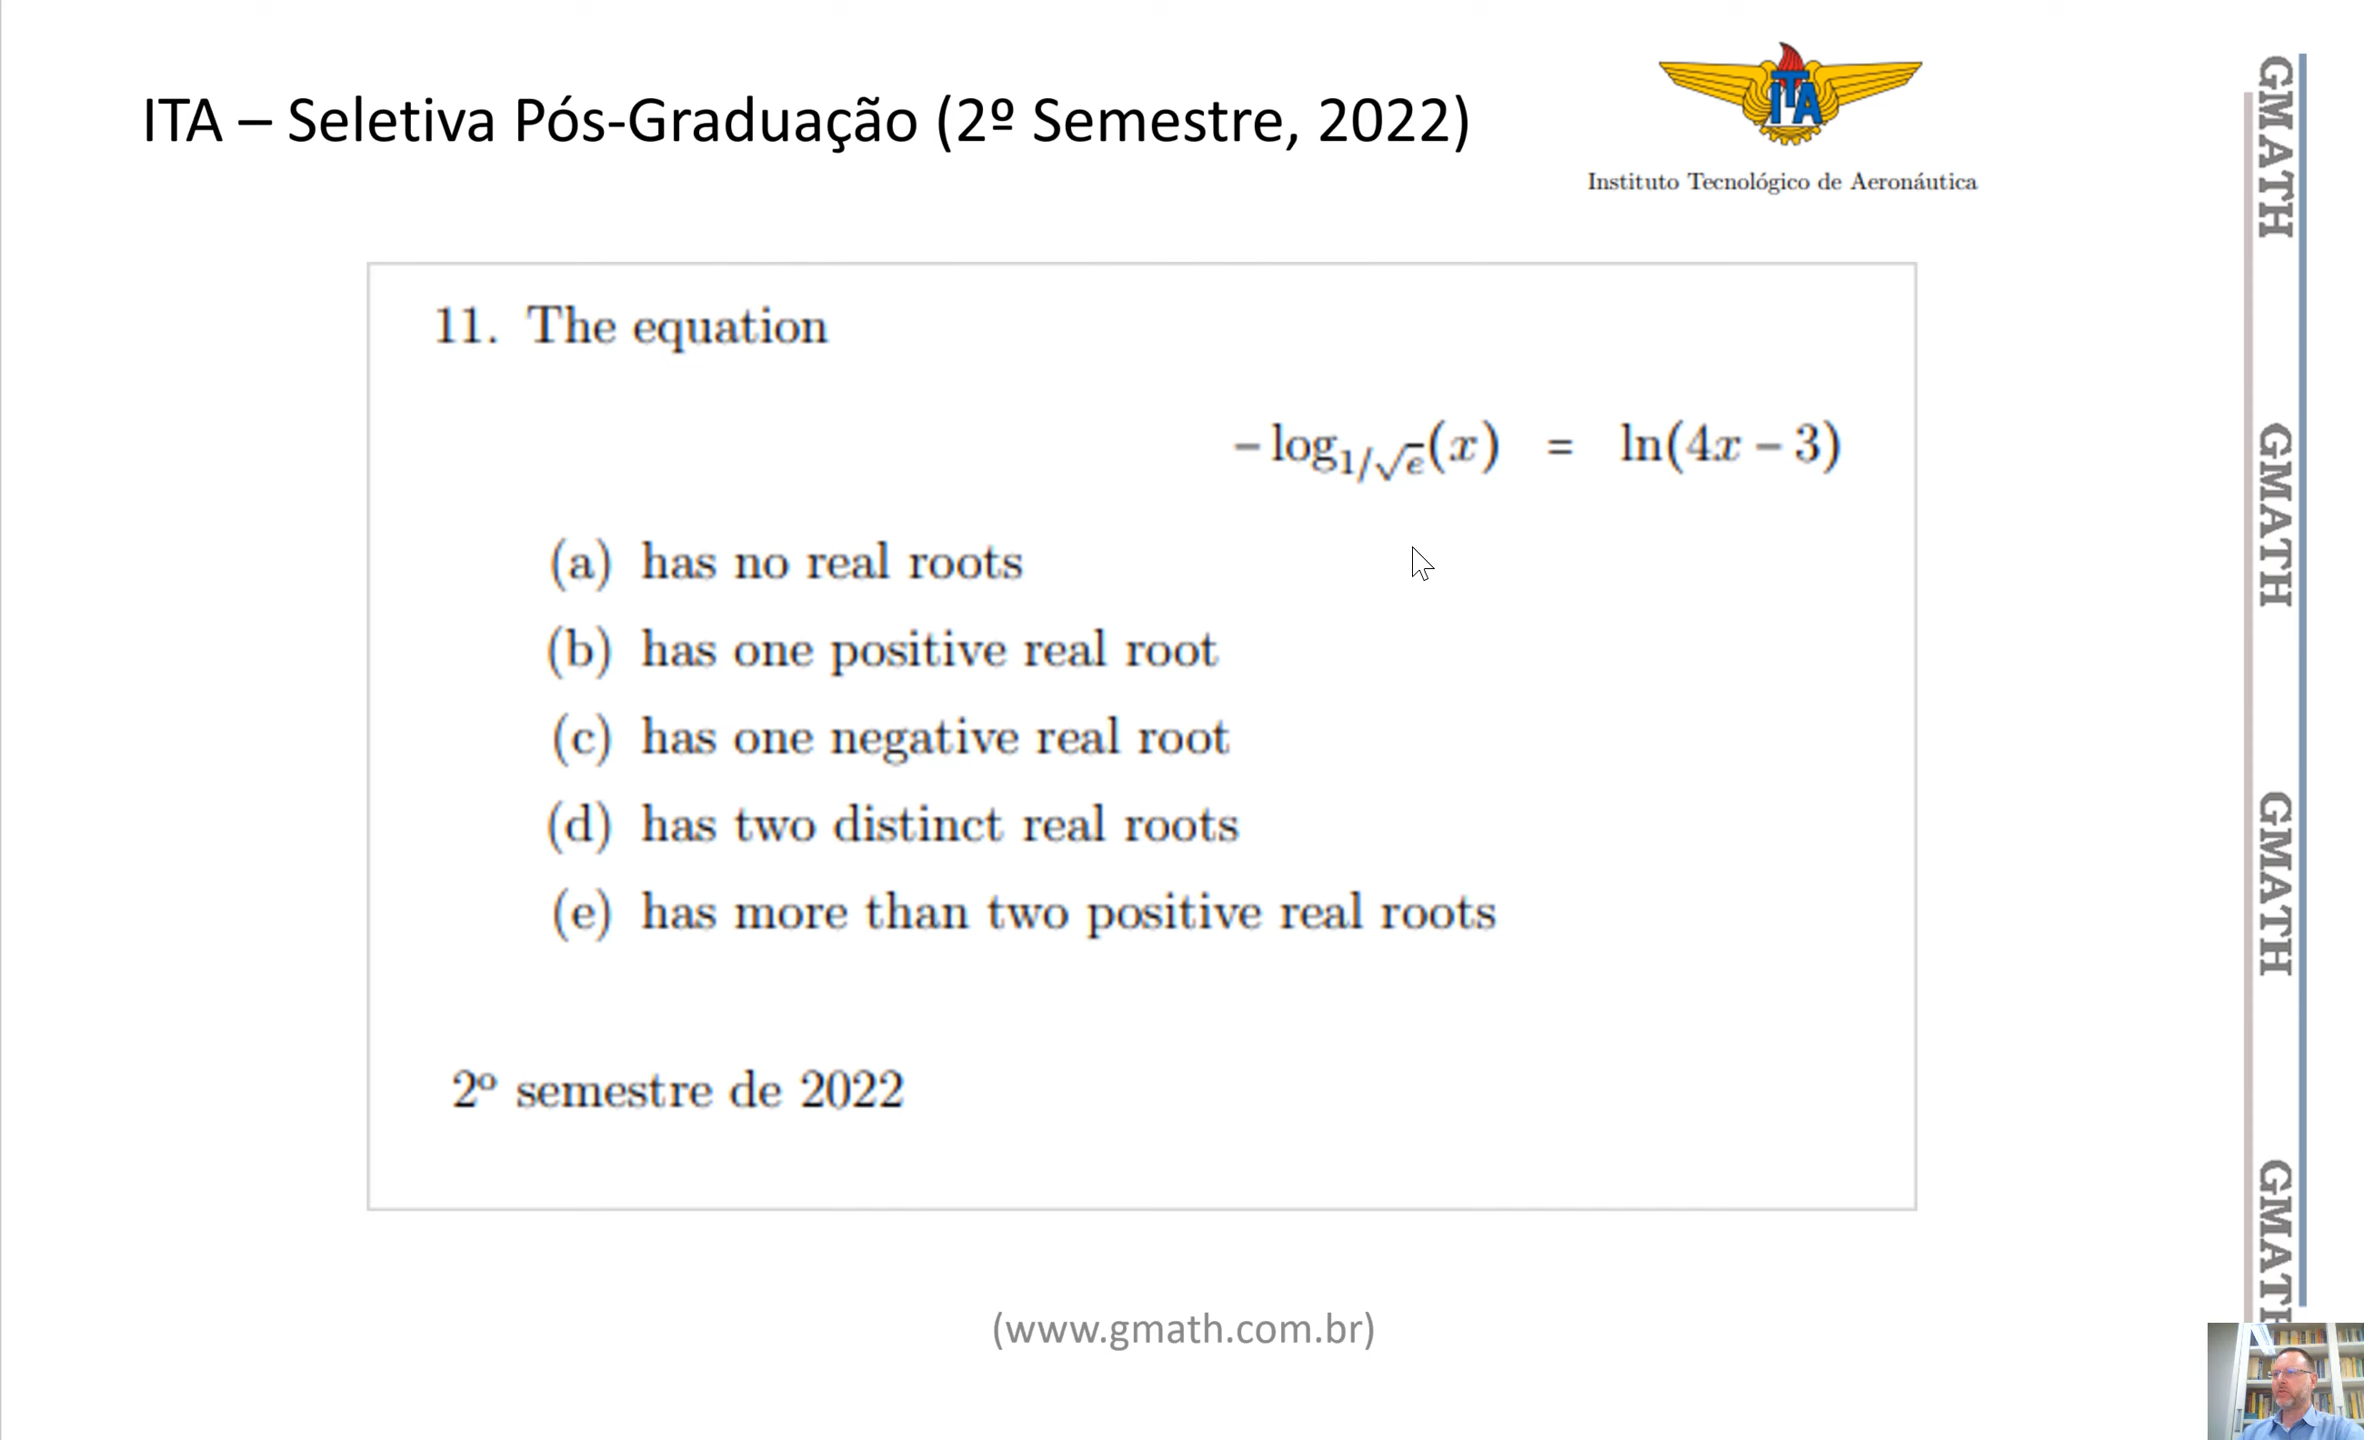 ITA – Seletiva Pós-Graduação (2º Semestre, 2022)
ITA
Instituto Tecnológico de Aeronáutica
11. The equation
−log₁/√e(x) = ln(4x − 3)
(a) has no real roots
(b) has one positive real root
(c) has one negative real root
(d) has two distinct real roots
(e) has more than two positive real roots
2º semestre de 2022
(www.gmath.com.br)
GMATH
GMATH
GMATH
GMATH